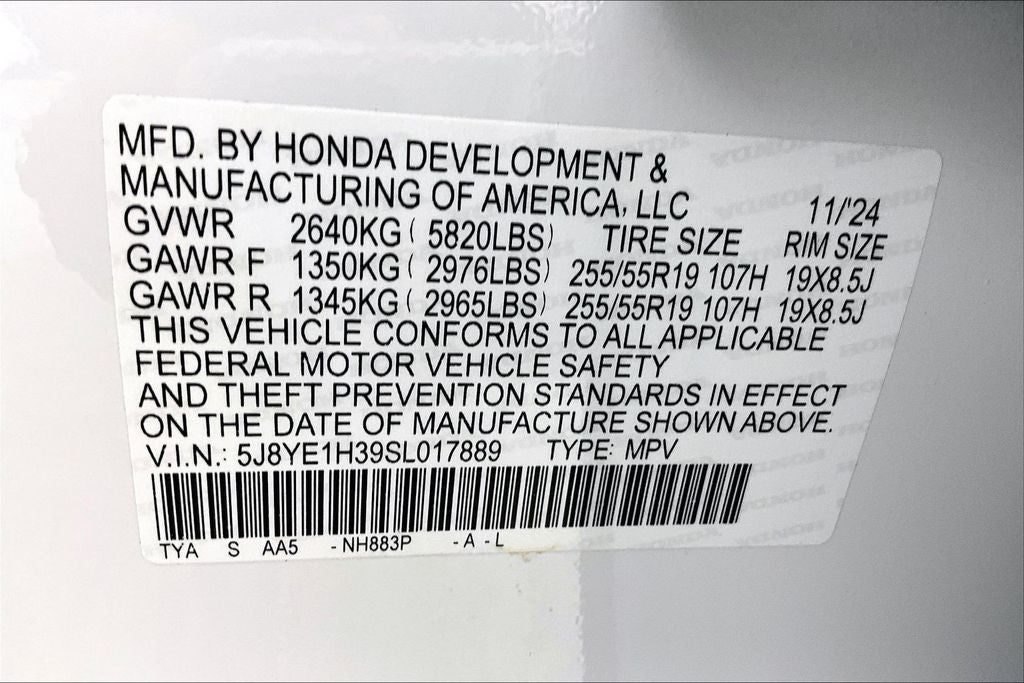 MFD. BY HONDA DEVELOPMENT &
MANUFACTURING OF AMERICA, LLC 11/'24
GVWR 2640KG ( 5820LBS) TIRE SIZE RIM SIZE
GAWR F 1350KG ( 2976LBS) 255/55R19 107H 19X8.5J
GAWR R 1345KG ( 2965LBS) 255/55R19 107H 19X8.5J
THIS VEHICLE CONFORMS TO ALL APPLICABLE
FEDERAL MOTOR VEHICLE SAFETY
AND THEFT PREVENTION STANDARDS IN EFFECT
ON THE DATE OF MANUFACTURE SHOWN ABOVE.
V.I.N.: 5J8YE1H39SL017889 TYPE: MPV
TYA S AA5 -NH883P -A-L